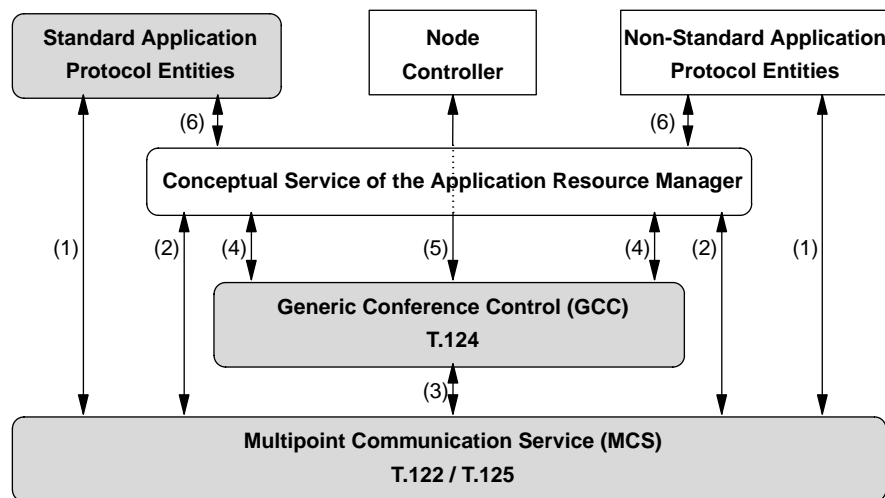 Standard Application
Protocol Entities
Node
Controller
Non-Standard Application
Protocol Entities
(6)
(6)
Conceptual Service of the Application Resource Manager
(1)
(2)
(4)
(5)
(4)
(2)
(1)
Generic Conference Control (GCC)
T.124
(3)
Multipoint Communication Service (MCS)
T.122 / T.125